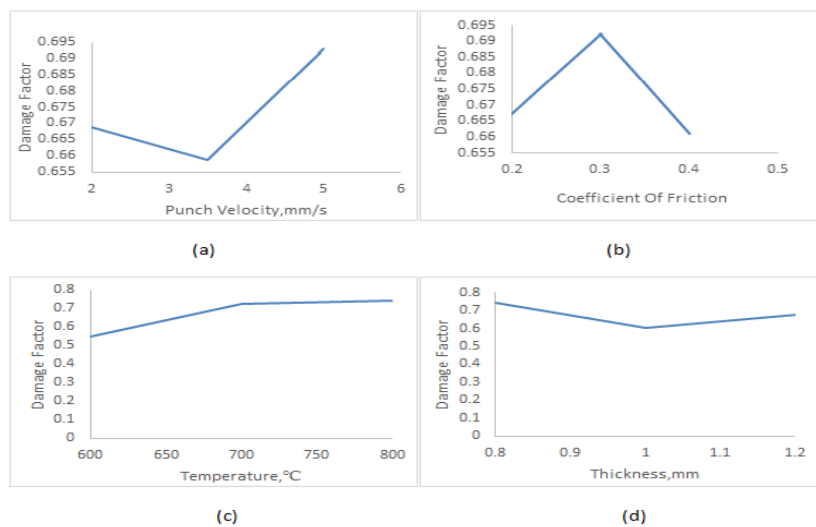 0.695
0.69
0.685
0.68
0.675
0.67
0.665
0.66
0.655
Damage Factor
2 3 4 5 6
Punch Velocity,mm/s
(a)
0.695
0.69
0.685
0.68
0.675
0.67
0.665
0.66
0.655
Damage Factor
0.2 0.3 0.4 0.5
Coefficient Of Friction
(b)
0.8
0.7
0.6
0.5
0.4
0.3
0.2
0.1
0
Damage Factor
600 650 700 750 800
Temperature,℃
(c)
0.8
0.7
0.6
0.5
0.4
0.3
0.2
0.1
0
Damage Factor
0.8 0.9 1 1.1 1.2
Thickness,mm
(d)